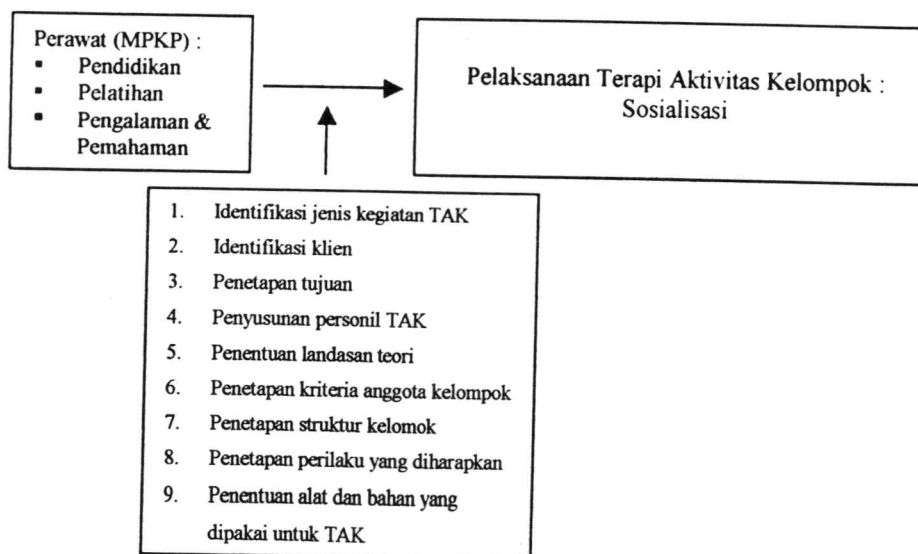 Perawat (MPKP) :
▪ Pendidikan
▪ Pelatihan
▪ Pengalaman &
Pemahaman
Pelaksanaan Terapi Aktivitas Kelompok :
Sosialisasi
1. Identifikasi jenis kegiatan TAK
2. Identifikasi klien
3. Penetapan tujuan
4. Penyusunan personil TAK
5. Penentuan landasan teori
6. Penetapan kriteria anggota kelompok
7. Penetapan struktur kelomok
8. Penetapan perilaku yang diharapkan
9. Penentuan alat dan bahan yang
dipakai untuk TAK